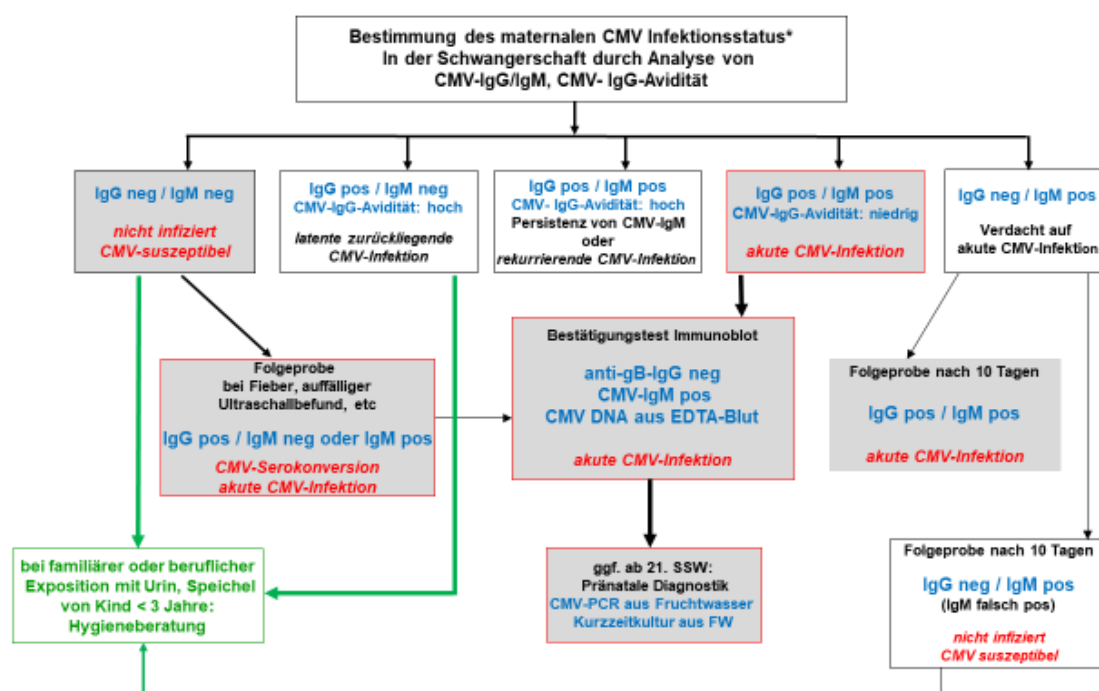 Bestimmung des maternalen CMV Infektionsstatus*
In der Schwangerschaft durch Analyse von
CMV-IgG/IgM, CMV- IgG-Avidität
IgG neg / IgM neg
nicht infiziert
CMV-suszeptibel
IgG pos / IgM neg
CMV-IgG-Avidität: hoch
latente zurückliegende
CMV-Infektion
IgG pos / IgM pos
CMV- IgG-Avidität: hoch
Persistenz von CMV-IgM
oder
rekurrierende CMV-Infektion
IgG pos / IgM pos
CMV-IgG-Avidität: niedrig
akute CMV-Infektion
IgG neg / IgM pos
Verdacht auf
akute CMV-Infektion
Folgeprobe
bei Fieber, auffälliger
Ultraschallbefund, etc
IgG pos / IgM neg oder IgM pos
CMV-Serokonversion
akute CMV-Infektion
Bestätigungstest Immunoblot
anti-gB-IgG neg
CMV-IgM pos
CMV DNA aus EDTA-Blut
akute CMV-Infektion
Folgeprobe nach 10 Tagen
IgG pos / IgM pos
akute CMV-Infektion
bei familiärer oder beruflicher
Exposition mit Urin, Speichel
von Kind < 3 Jahre:
Hygieneberatung
ggf. ab 21. SSW:
Pränatale Diagnostik
CMV-PCR aus Fruchtwasser
Kurzzeitkultur aus FW
Folgeprobe nach 10 Tagen
IgG neg / IgM pos
(IgM falsch pos)
nicht infiziert
CMV suszeptibel